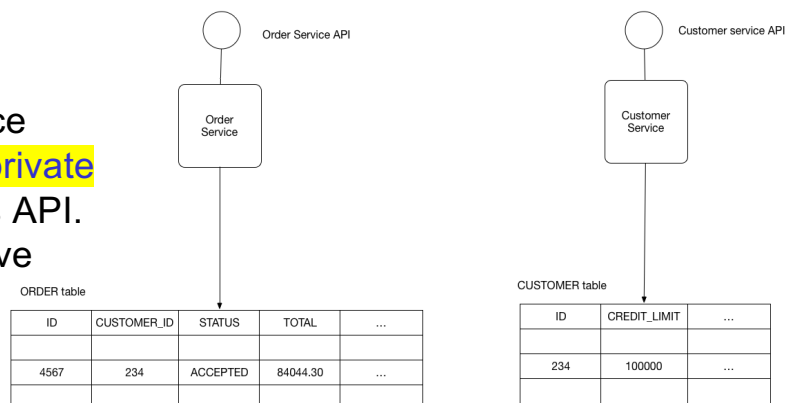 ce
private
API.
ve
Order Service API
Order
Service
ORDER table
ID CUSTOMER_ID STATUS TOTAL ...
4567 234 ACCEPTED 84044.30 ...
Customer service API
Customer
Service
CUSTOMER table
ID CREDIT_LIMIT ...
234 100000 ...